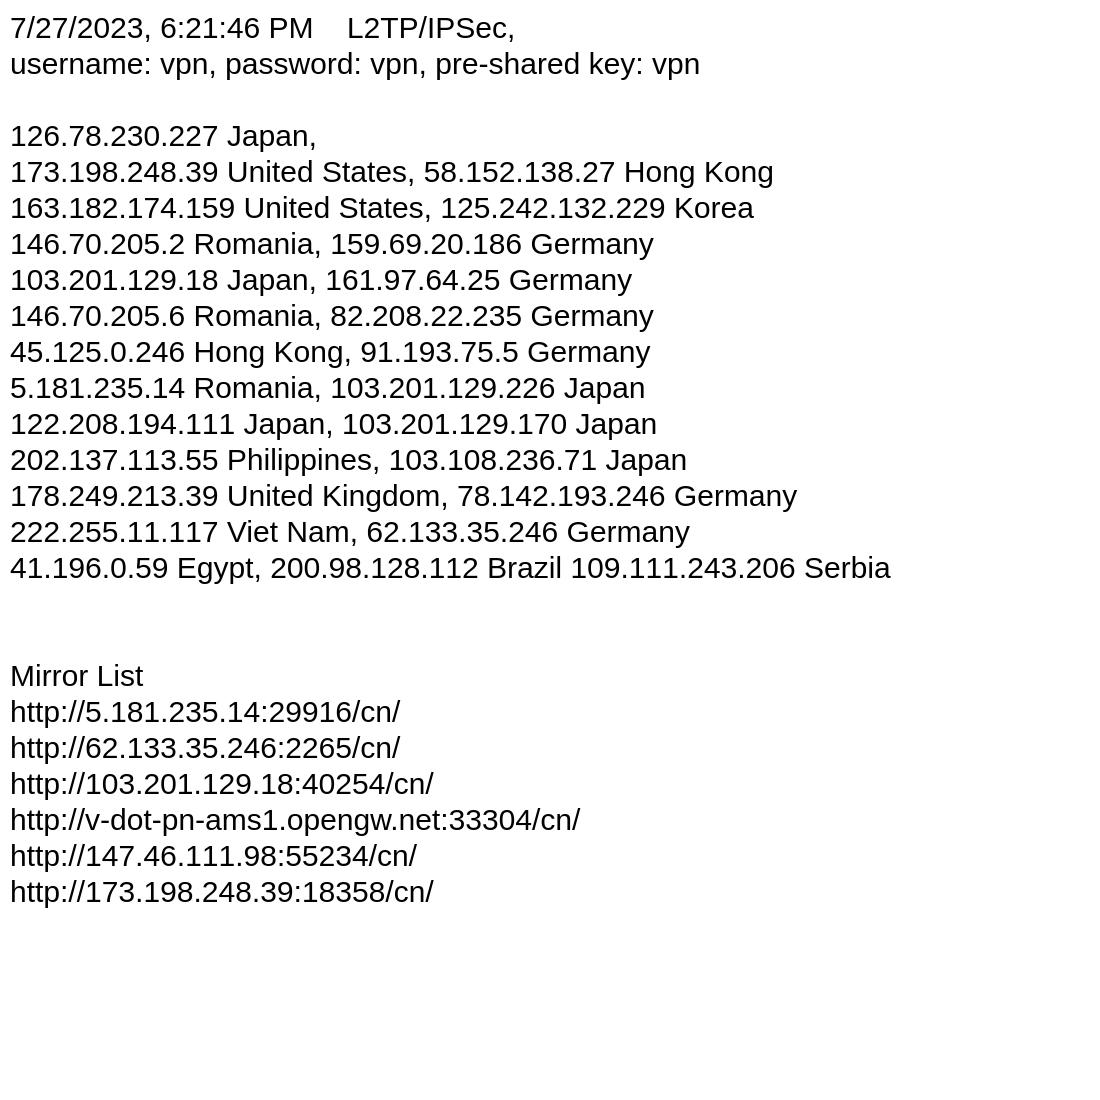 7/27/2023, 6:21:46 PM    L2TP/IPSec,
username: vpn, password: vpn, pre-shared key: vpn
126.78.230.227 Japan,
173.198.248.39 United States, 58.152.138.27 Hong Kong
163.182.174.159 United States, 125.242.132.229 Korea
146.70.205.2 Romania, 159.69.20.186 Germany
103.201.129.18 Japan, 161.97.64.25 Germany
146.70.205.6 Romania, 82.208.22.235 Germany
45.125.0.246 Hong Kong, 91.193.75.5 Germany
5.181.235.14 Romania, 103.201.129.226 Japan
122.208.194.111 Japan, 103.201.129.170 Japan
202.137.113.55 Philippines, 103.108.236.71 Japan
178.249.213.39 United Kingdom, 78.142.193.246 Germany
222.255.11.117 Viet Nam, 62.133.35.246 Germany
41.196.0.59 Egypt, 200.98.128.112 Brazil 109.111.243.206 Serbia
Mirror List
http://5.181.235.14:29916/cn/
http://62.133.35.246:2265/cn/
http://103.201.129.18:40254/cn/
http://v-dot-pn-ams1.opengw.net:33304/cn/
http://147.46.111.98:55234/cn/
http://173.198.248.39:18358/cn/